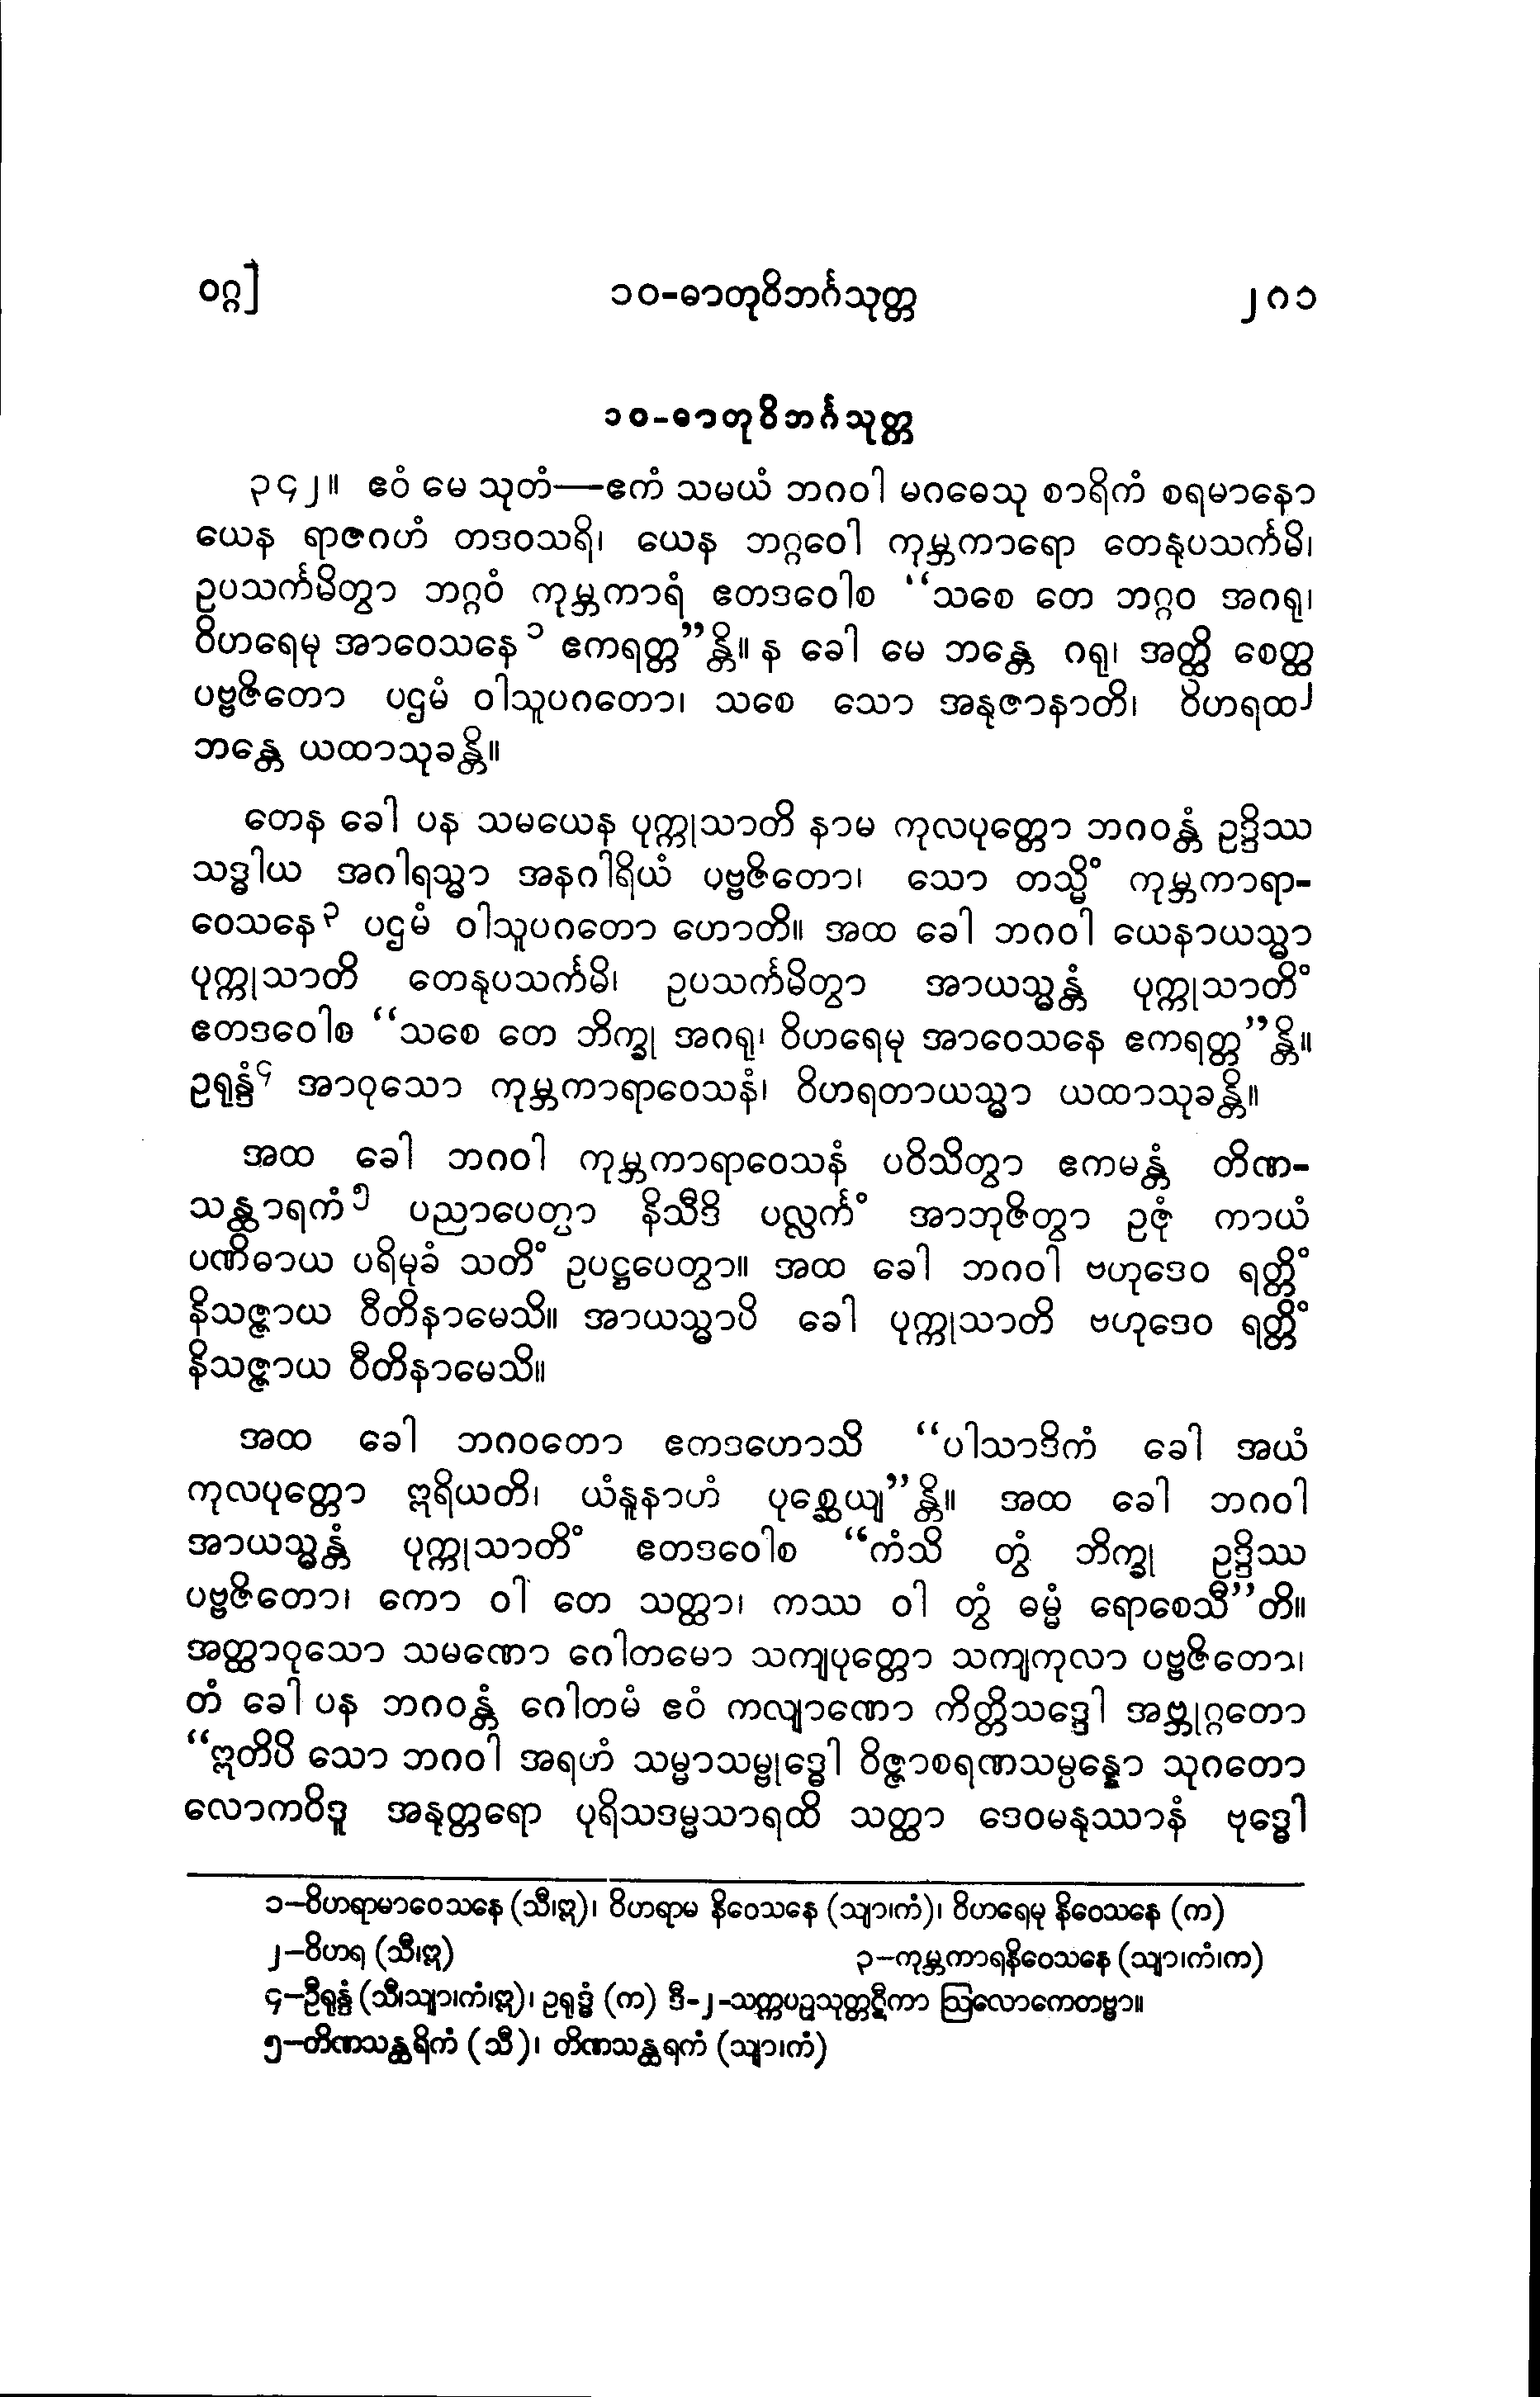 ဝဂ္ဂ] ၁၀-ဓာတုဝိဘင်္ဂသုတ္တ ၂၈၁
၁၀-ဓာတုဝိဘင်္ဂသုတ္တ
၃၄၂။ ဧဝံ မေ သုတံ—ဧကံ သမယံ ဘဂဝါ မဂဓေသု စာရိကံ စရမာနော
ယေန ရာဇဂဟံ တဒဝသရိ၊ ယေန ဘဂ္ဂဝေါ ကုမ္ဘကာရော တေနုပသင်္ကမိ၊
ဥပသင်္ကမိတွာ ဘဂ္ဂဝံ ကုမ္ဘကာရံ ဧတဒဝေါစ “သစေ တေ ဘဂ္ဂဝ အဂရု၊
ဝိဟရေမု အာဝေသနေ ၁ ဧကရတ္တ”န္တိ။ န ခေါ မေ ဘန္တေ ဂရု၊ အတ္ထိ စေတ္ထ
ပဗ္ဗဇိတော ပဌမံ ဝါသူပဂတော၊ သစေ သော အနုဇာနာတိ၊ ဝိဟရထ၂
ဘန္တေ ယထာသုခန္တိ။
တေန ခေါ ပန သမယေန ပုက္ကုသာတိ နာမ ကုလပုတ္တော ဘဂဝန္တံ ဥဒ္ဒိဿ
သဒ္ဓါယ အဂါရသ္မာ အနဂါရိယံ ပဗ္ဗဇိတော၊ သော တသ္မိံ ကုမ္ဘကာရာ-
ဝေသနေ၃ ပဌမံ ဝါသူပဂတော ဟောတိ။ အထ ခေါ ဘဂဝါ ယေနာယသ္မာ
ပုက္ကုသာတိ တေနုပသင်္ကမိ၊ ဥပသင်္ကမိတွာ အာယသ္မန္တံ ပုက္ကုသာတိံ
ဧတဒဝေါစ “သစေ တေ ဘိက္ခု အဂရု၊ ဝိဟရေမု အာဝေသနေ ဧကရတ္တ”န္တိ။
ဥရုန္ဒံ၄ အာဝုသော ကုမ္ဘကာရာဝေသနံ၊ ဝိဟရတာယသ္မာ ယထာသုခန္တိ။
အထ ခေါ ဘဂဝါ ကုမ္ဘကာရာဝေသနံ ပဝိသိတွာ ဧကမန္တံ တိဏ-
သန္ထာရကံ၅ ပညာပေတွာ နိသီဒိ ပလ္လင်္ကံ အာဘုဇိတွာ ဥဇုံ ကာယံ
ပဏိဓာယ ပရိမုခံ သတိံ ဥပဋ္ဌပေတွာ။ အထ ခေါ ဘဂဝါ ဗဟုဒေဝ ရတ္တိံ
နိသဇ္ဇာယ ဝီတိနာမေသိ။ အာယသ္မာပိ ခေါ ပုက္ကုသာတိ ဗဟုဒေဝ ရတ္တိံ
နိသဇ္ဇာယ ဝီတိနာမေသိ။
အထ ခေါ ဘဂဝတော ဧတဒဟောသိ “ပါသာဒိကံ ခေါ အယံ
ကုလပုတ္တော ဣရိယတိ၊ ယံနူနာဟံ ပုစ္ဆေယျ”န္တိ။ အထ ခေါ ဘဂဝါ
အာယသ္မန္တံ ပုက္ကုသာတိံ ဧတဒဝေါစ “ကံသိ တွံ ဘိက္ခု ဥဒ္ဒိဿ
ပဗ္ဗဇိတော၊ ကော ဝါ တေ သတ္ထာ၊ ကဿ ဝါ တွံ ဓမ္မံ ရောစေသီ”တိ။
အတ္ထာဝုသော သမဏော ဂေါတမော သကျပုတ္တော သကျကုလာ ပဗ္ဗဇိတော၊
တံ ခေါ ပန ဘဂဝန္တံ ဂေါတမံ ဧဝံ ကလျာဏော ကိတ္တိသဒ္ဒေါ အဗ္ဘုဂ္ဂတော
“ဣတိပိ သော ဘဂဝါ အရဟံ သမ္မာသမ္ဗုဒ္ဓေါ ဝိဇ္ဇာစရဏသမ္ပန္နော သုဂတော
လောကဝိဒူ အနုတ္တရော ပုရိသဒမ္မသာရထိ သတ္ထာ ဒေဝမနုဿာနံ ဗုဒ္ဓေါ
၁—ဝိဟရာမာဝေသနေ (သီ၊ဣ)၊ ဝိဟရာမ နိဝေသနေ (သျာ၊ကံ)၊ ဝိဟရေမု နိဝေသနေ (က)
၂—ဝိဟရ (သီ၊ဣ) ၃—ကုမ္ဘကာရနိဝေသနေ (သျာ၊ကံ၊က)
၄—ဦရုန္ဒံ (သီ၊သျာ၊ကံ၊ဣ)၊ ဥရုဒ္ဓံ (က) ဒီ-၂-သက္ကပဥှသုတ္တဋီကာ ဩလောကေတဗ္ဗာ။
၅—တိဏသန္ထရိကံ (သီ)၊ တိဏသန္ထရကံ (သျာ၊ကံ)